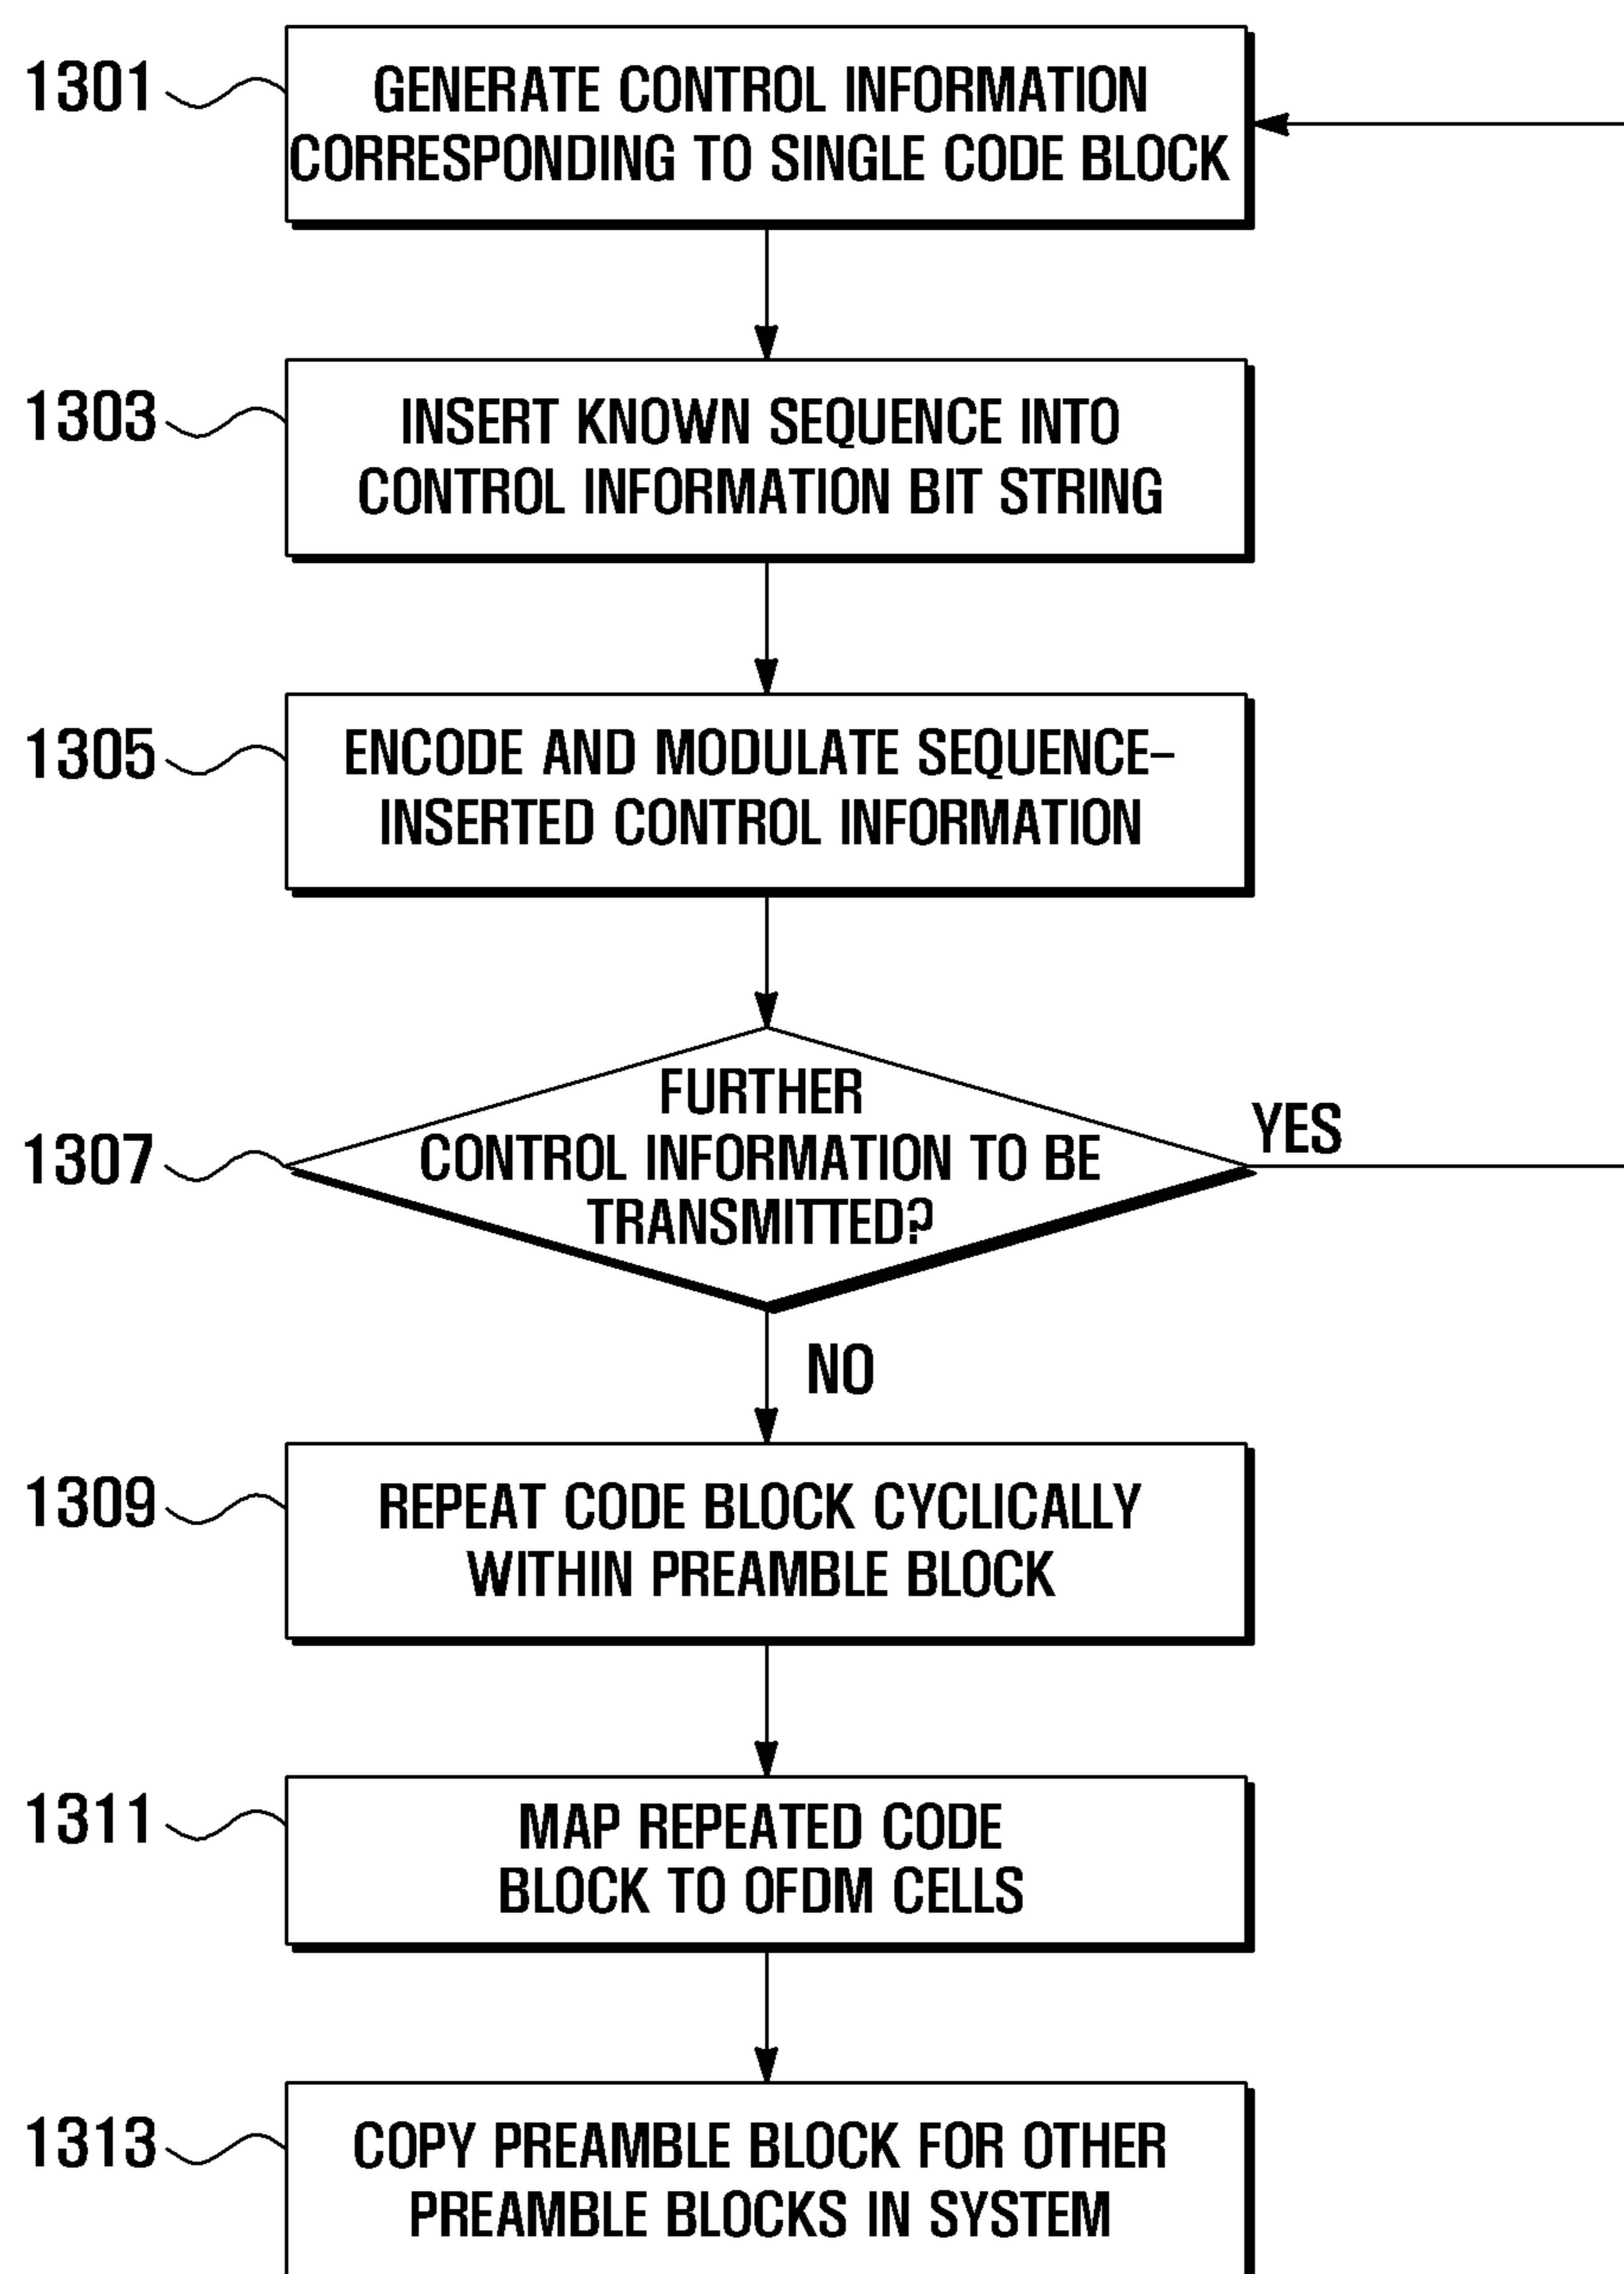 1301
GENERATE CONTROL INFORMATION
CORRESPONDING TO SINGLE CODE BLOCK
1303
INSERT KNOWN SEQUENCE INTO
CONTROL INFORMATION BIT STRING
1305
ENCODE AND MODULATE SEQUENCE–
INSERTED CONTROL INFORMATION
1307
FURTHER
CONTROL INFORMATION TO BE
TRANSMITTED?
YES
NO
1309
REPEAT CODE BLOCK CYCLICALLY
WITHIN PREAMBLE BLOCK
1311
MAP REPEATED CODE
BLOCK TO OFDM CELLS
1313
COPY PREAMBLE BLOCK FOR OTHER
PREAMBLE BLOCKS IN SYSTEM